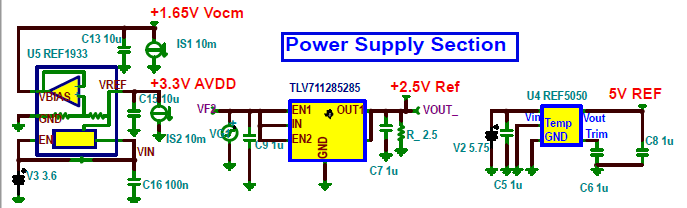 +1.65V Vocm
C13 10u
U5 REF1933
IS1 10m
Power Supply Section
+3.3V AVDD
VBIAS
VREF
C15 10u
GND
EN
IS2 10m
VIN
V3 3.6
C16 100n
TLV711285285
+2.5V Ref
EN1
OUT1
VOUT_
IN
EN2
GND
C9 1u
R_ 2.5
C7 1u
U4 REF5050
5V REF
Vin
Vout
Temp
GND
Trim
V2 5.75
C5 1u
C6 1u
C8 1u